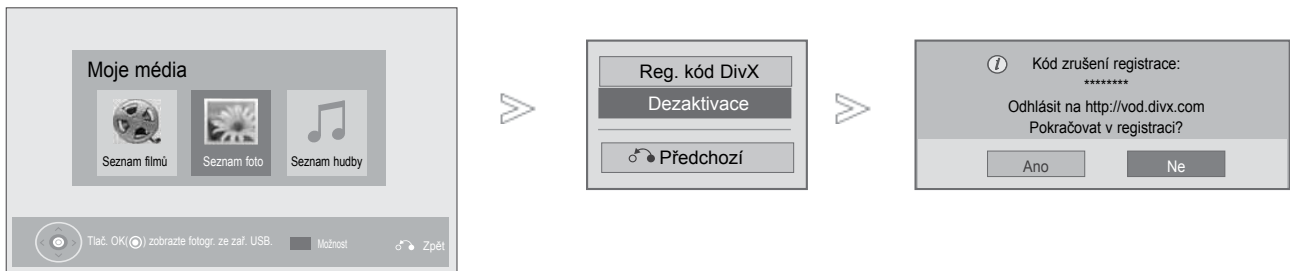 Moje média
Seznam filmů
Seznam foto
Seznam hudby
Tlač. OK(◉) zobrazte fotogr. ze zař. USB.
Možnost
Zpět
Reg. kód DivX
Dezaktivace
Předchozí
Kód zrušení registrace:
********
Odhlásit na http://vod.divx.com
Pokračovat v registraci?
Ano
Ne